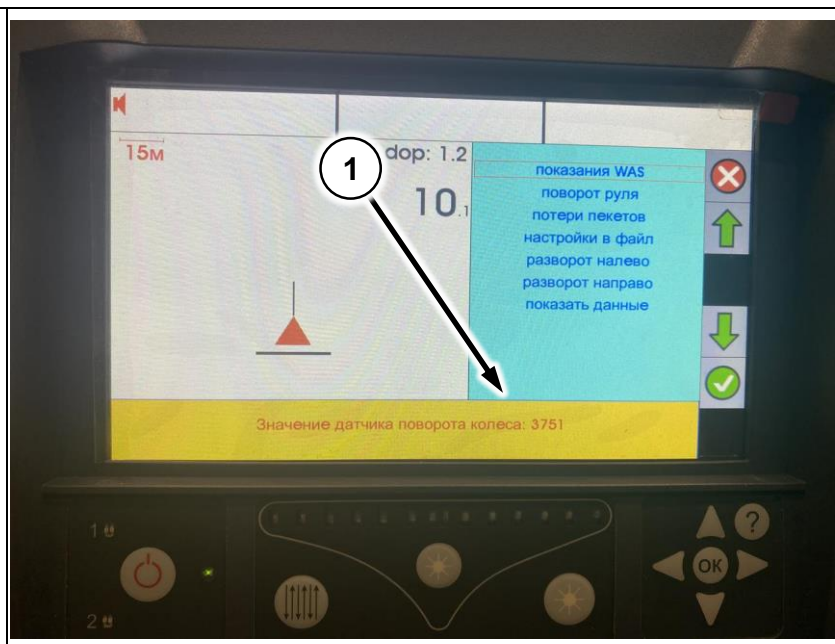 15м
dop: 1.2
1
10.1
показания WAS
поворот руля
потери пекетов
настройки в файл
разворот налево
разворот направо
показать данные
Значение датчика поворота колеса: 3751
1
?
OK
2